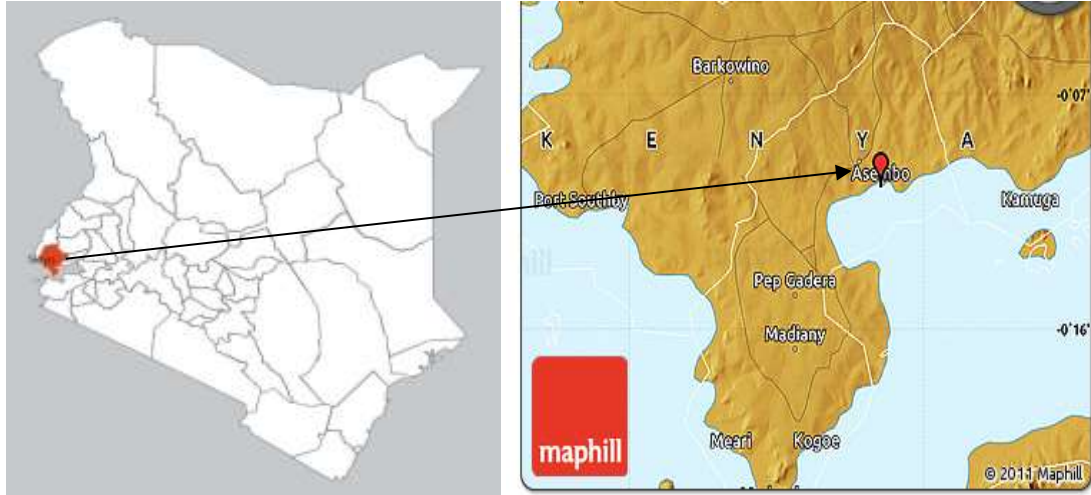 Barkowino
-0°07'
K E N Y A
Asembo
Port Southby
Kamuga
Pep Gadera
-0°16'
Madiany
maphill
Meari
Kogoe
© 2011 Maphill